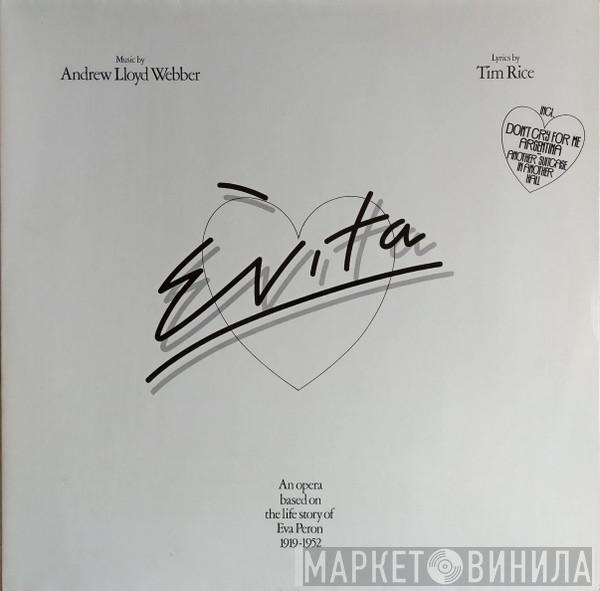 Music by
Andrew Lloyd Webber
Lyrics by
Tim Rice
INCL.
DON'T CRY FOR ME
ARGENTINA
ANOTHER SUITCASE
IN ANOTHER
HALL
Evita
An opera
based on
the life story of
Eva Peron
1919-1952
МАРКЕТ ВИНИЛА